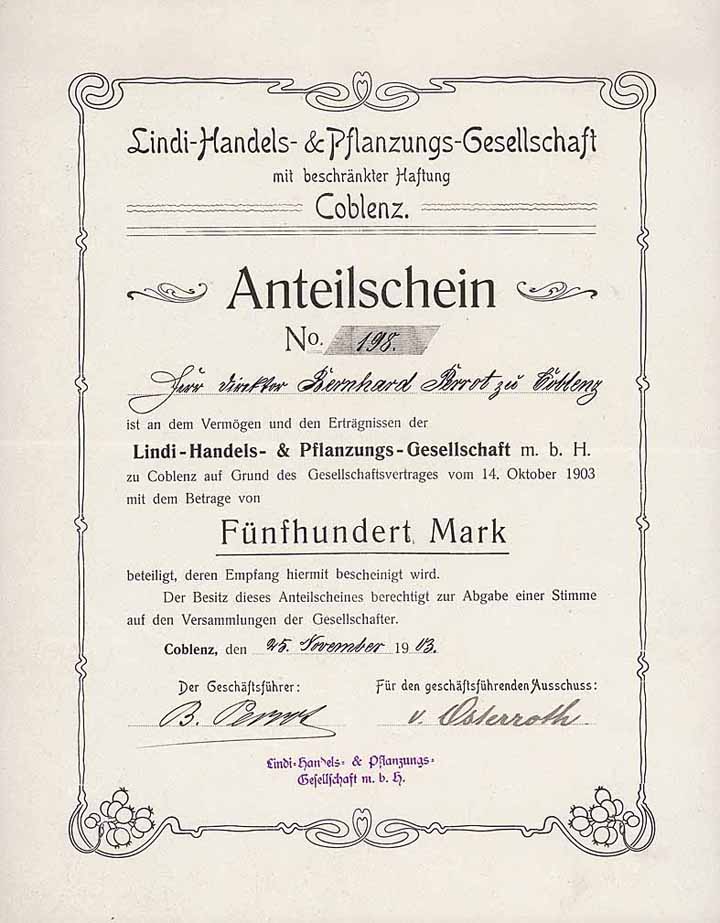 Lindi-Handels- & Pflanzungs-Gesellschaft
mit beschränkter Haftung
Coblenz.
Anteilschein
No. 198.
Herr Direktor Bernhard Perrot zu Coblenz
ist an dem Vermögen und den Erträgnissen der
Lindi-Handels- & Pflanzungs-Gesellschaft m. b. H.
zu Coblenz auf Grund des Gesellschaftsvertrages vom 14. Oktober 1903
mit dem Betrage von
Fünfhundert Mark
beteiligt, deren Empfang hiermit bescheinigt wird.
Der Besitz dieses Anteilscheines berechtigt zur Abgabe einer Stimme
auf den Versammlungen der Gesellschafter.
Coblenz, den 25. November 1903.
Der Geschäftsführer: Für den geschäftsführenden Ausschuss:
B. Perrot v. Osterroth
Lindi-Handels- & Pflanzungs-
Gesellschaft m. b. H.